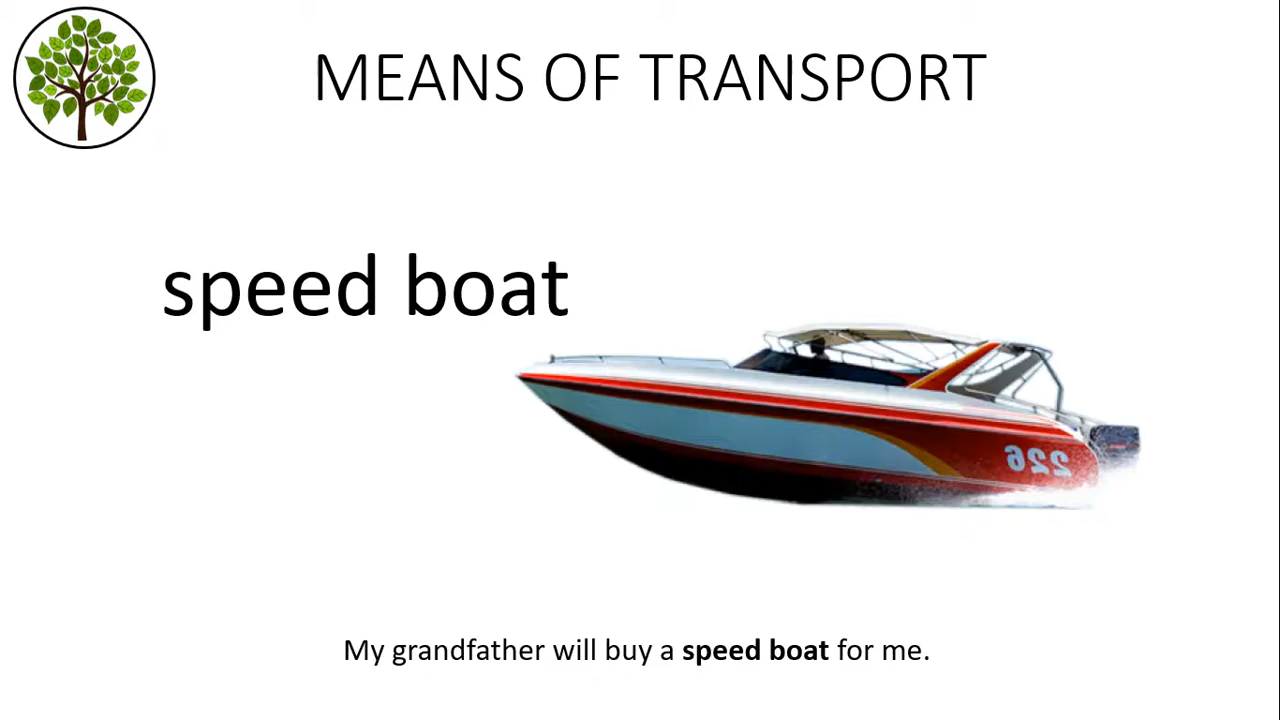 MEANS OF TRANSPORT
speed boat
226
My grandfather will buy a speed boat for me.